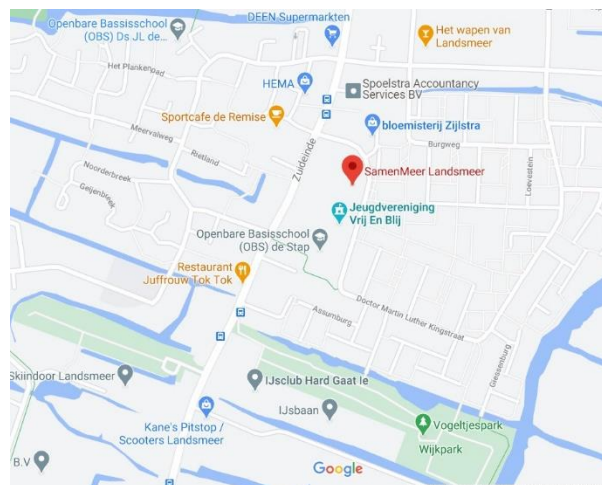 Openbare Bassisschool
(OBS) Ds JL de...
DEEN Supermarkten
Het wapen van
Landsmeer
Het Plankenpad
HEMA
Spoelstra Accountancy
Services BV
Sportcafe de Remise
bloemisterij Zijlstra
Meervalweg
Burgweg
Rietland
Zuideinde
Loevestein
Noorderbreek
SamenMeer Landsmeer
Geijenbreek
Jeugdvereniging
Vrij En Blij
Openbare Basisschool
(OBS) de Stap
Restaurant
Juffrouw Tok Tok
Assumburg
Doctor Martin Luther Kingstraat
Giessenburg
Skiindoor Landsmeer
IJsclub Hard Gaat Ie
Kane's Pitstop /
Scooters Landsmeer
IJsbaan
Vogeltjespark
Wijkpark
B.V
Google